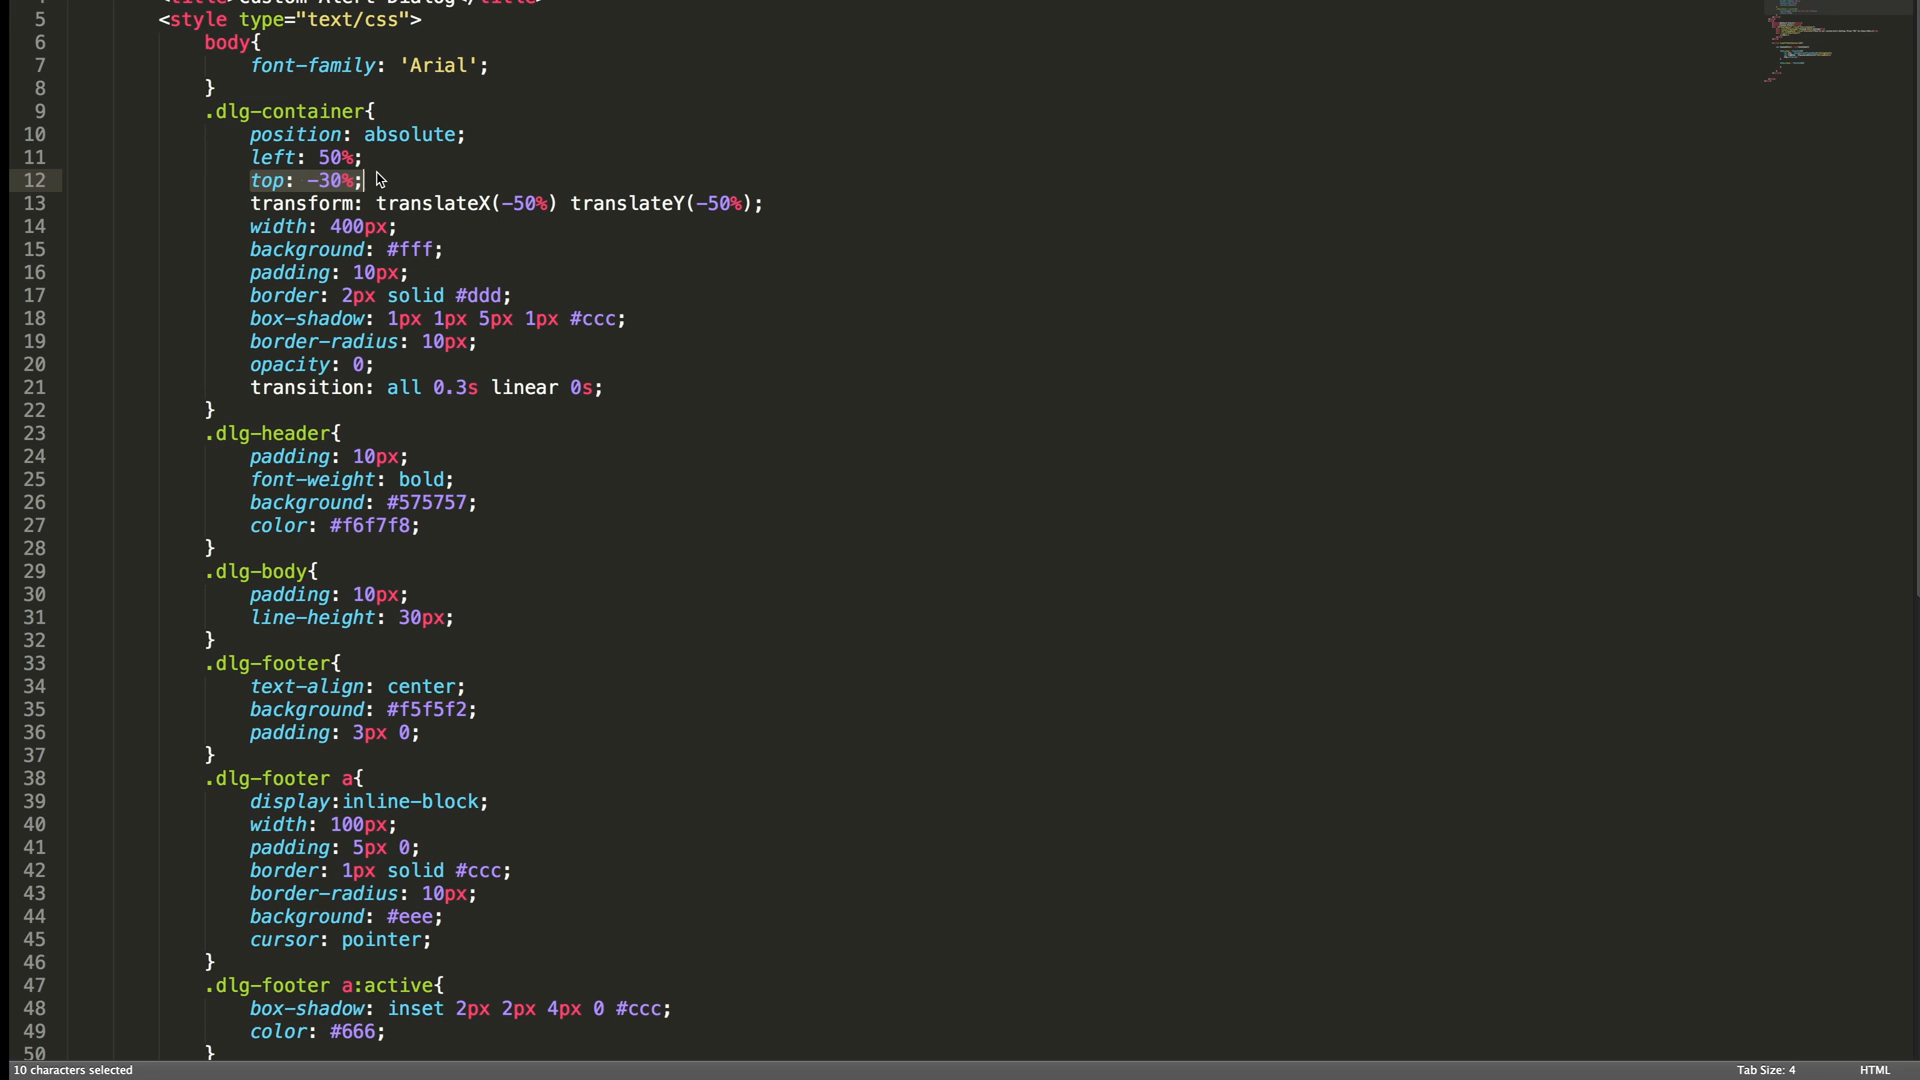 4 <title>Custom Alert Dialog</title>
5 <style type="text/css">
6 body{
7 font-family: 'Arial';
8 }
9 .dlg-container{
10 position: absolute;
11 left: 50%;
12 top: -30%;
13 transform: translateX(-50%) translateY(-50%);
14 width: 400px;
15 background: #fff;
16 padding: 10px;
17 border: 2px solid #ddd;
18 box-shadow: 1px 1px 5px 1px #ccc;
19 border-radius: 10px;
20 opacity: 0;
21 transition: all 0.3s linear 0s;
22 }
23 .dlg-header{
24 padding: 10px;
25 font-weight: bold;
26 background: #575757;
27 color: #f6f7f8;
28 }
29 .dlg-body{
30 padding: 10px;
31 line-height: 30px;
32 }
33 .dlg-footer{
34 text-align: center;
35 background: #f5f5f2;
36 padding: 3px 0;
37 }
38 .dlg-footer a{
39 display:inline-block;
40 width: 100px;
41 padding: 5px 0;
42 border: 1px solid #ccc;
43 border-radius: 10px;
44 background: #eee;
45 cursor: pointer;
46 }
47 .dlg-footer a:active{
48 box-shadow: inset 2px 2px 4px 0 #ccc;
49 color: #666;
50 }
10 characters selected
Tab Size: 4
HTML